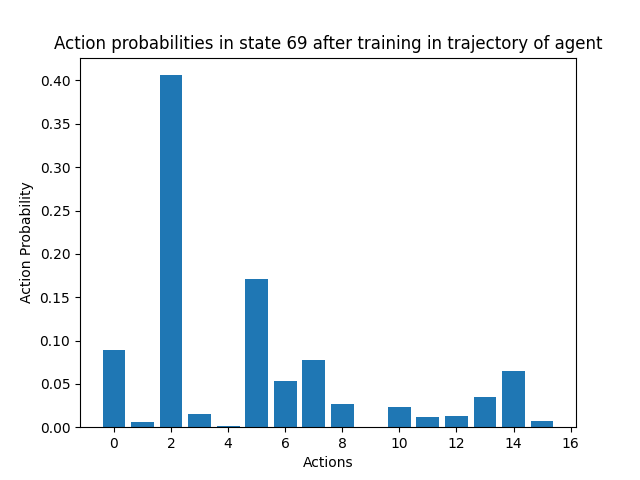 Action probabilities in state 69 after training in trajectory of agent
0.40
0.35
0.30
0.25
0.20
0.15
0.10
0.05
0.00
Action Probability
0 2 4 6 8 10 12 14 16
Actions